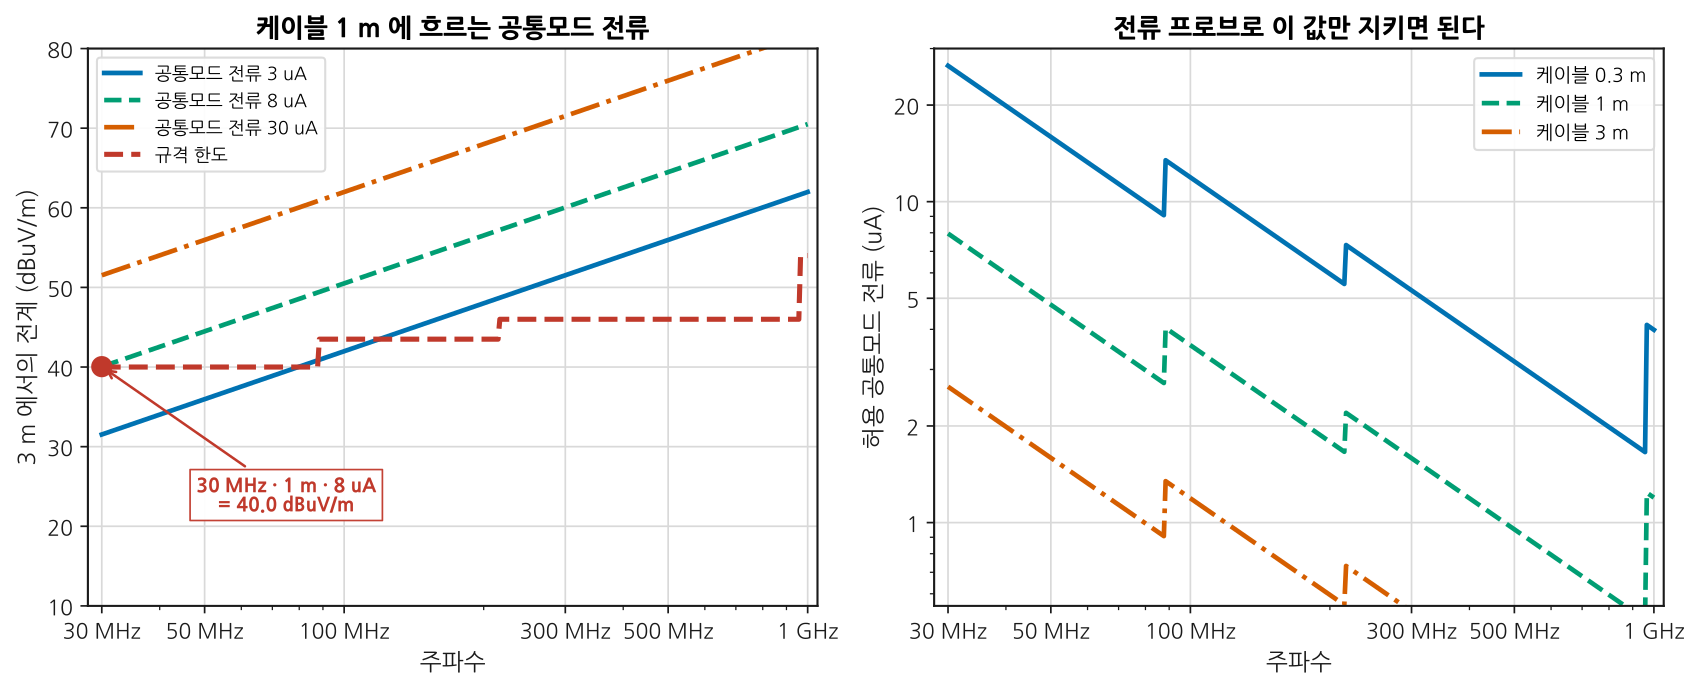 케이블 1 m 에 흐르는 공통모드 전류
80
70
60
50
40
30
20
10
3 m 에서의 전계 (dBuV/m)
공통모드 전류 3 uA
공통모드 전류 8 uA
공통모드 전류 30 uA
규격 한도
30 MHz · 1 m · 8 uA
= 40.0 dBuV/m
30 MHz
50 MHz
100 MHz
300 MHz
500 MHz
1 GHz
주파수
전류 프로브로 이 값만 지키면 된다
20
10
5
2
1
허용 공통모드 전류 (uA)
케이블 0.3 m
케이블 1 m
케이블 3 m
30 MHz
50 MHz
100 MHz
300 MHz
500 MHz
1 GHz
주파수